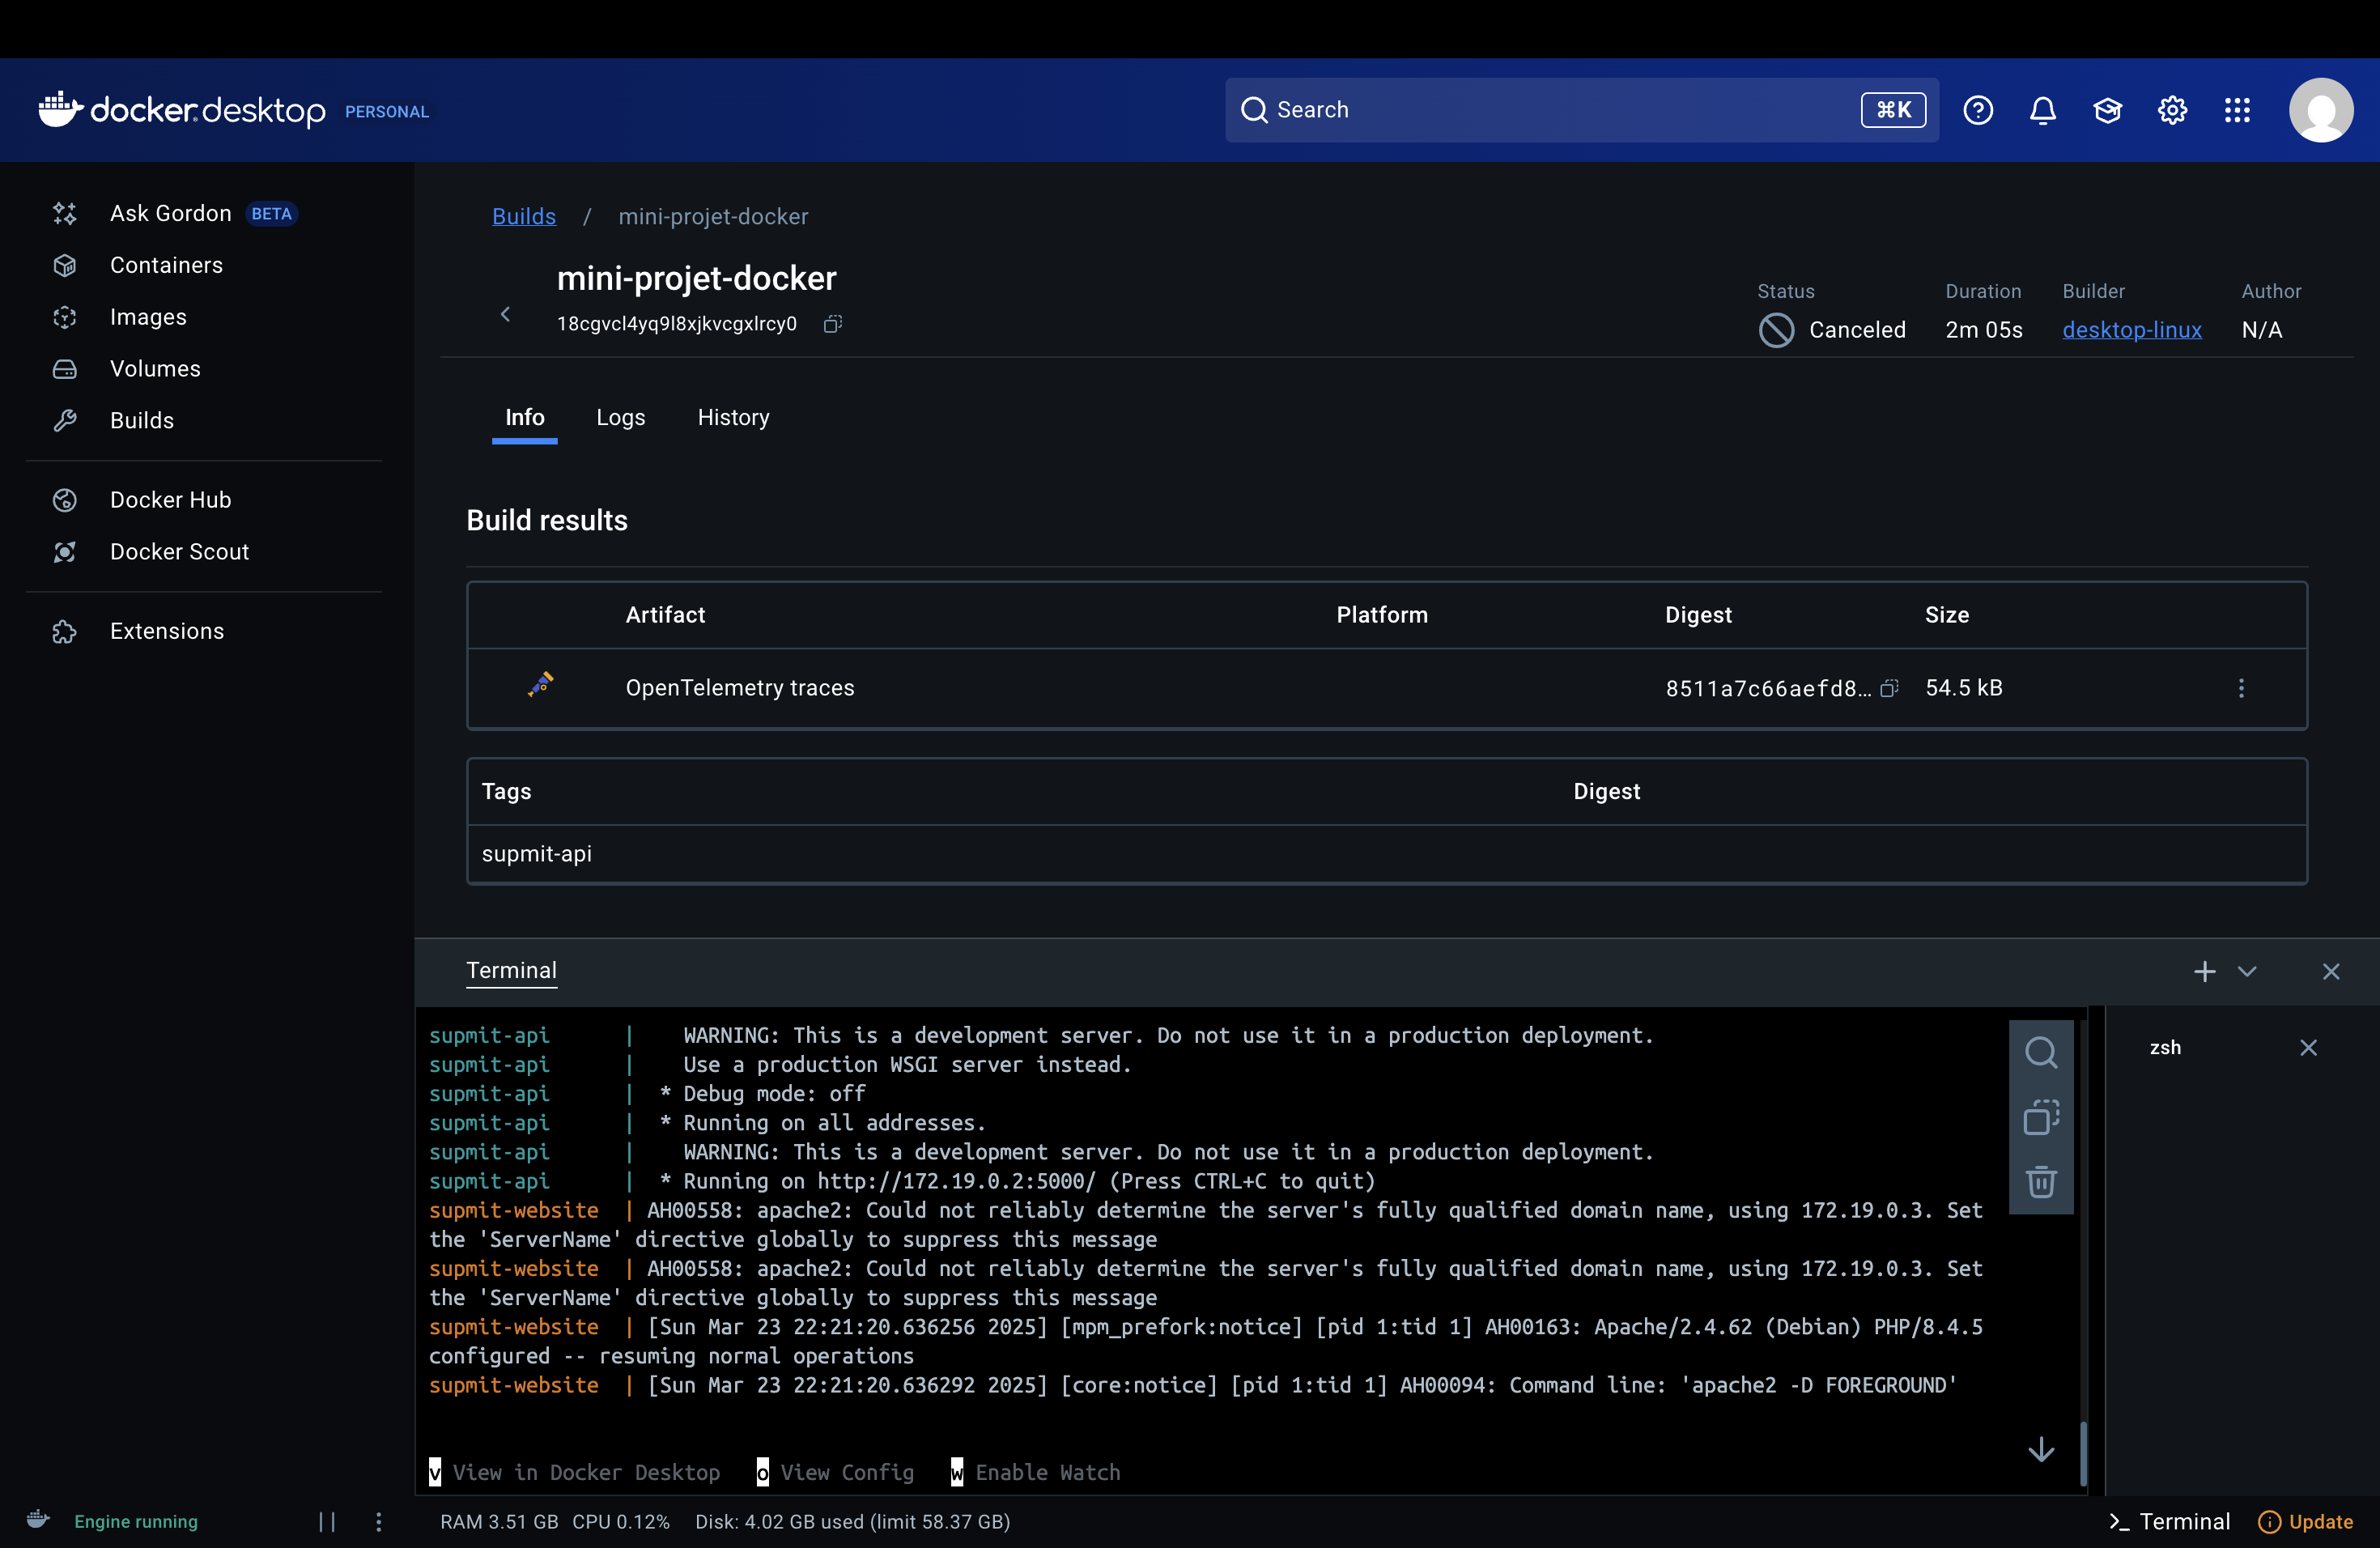 docker.desktop PERSONAL
Search ⌘K
Ask Gordon BETA
Containers
Images
Volumes
Builds
Docker Hub
Docker Scout
Extensions
Builds / mini-projet-docker
mini-projet-docker
18cgvcl4yq9l8xjkvcgxlrcy0
Status Duration Builder Author
Canceled 2m 05s desktop-linux N/A
Info Logs History
Build results
Artifact Platform Digest Size
OpenTelemetry traces 8511a7c66aefd8... 54.5 kB
Tags Digest
supmit-api
Terminal
supmit-api | WARNING: This is a development server. Do not use it in a production deployment.
supmit-api | Use a production WSGI server instead.
supmit-api | * Debug mode: off
supmit-api | * Running on all addresses.
supmit-api | WARNING: This is a development server. Do not use it in a production deployment.
supmit-api | * Running on http://172.19.0.2:5000/ (Press CTRL+C to quit)
supmit-website | AH00558: apache2: Could not reliably determine the server's fully qualified domain name, using 172.19.0.3. Set
the 'ServerName' directive globally to suppress this message
supmit-website | AH00558: apache2: Could not reliably determine the server's fully qualified domain name, using 172.19.0.3. Set
the 'ServerName' directive globally to suppress this message
supmit-website | [Sun Mar 23 22:21:20.636256 2025] [mpm_prefork:notice] [pid 1:tid 1] AH00163: Apache/2.4.62 (Debian) PHP/8.4.5
configured -- resuming normal operations
supmit-website | [Sun Mar 23 22:21:20.636292 2025] [core:notice] [pid 1:tid 1] AH00094: Command line: 'apache2 -D FOREGROUND'
v View in Docker Desktop o View Config w Enable Watch
zsh
Engine running
RAM 3.51 GB CPU 0.12% Disk: 4.02 GB used (limit 58.37 GB)
>_ Terminal
Update